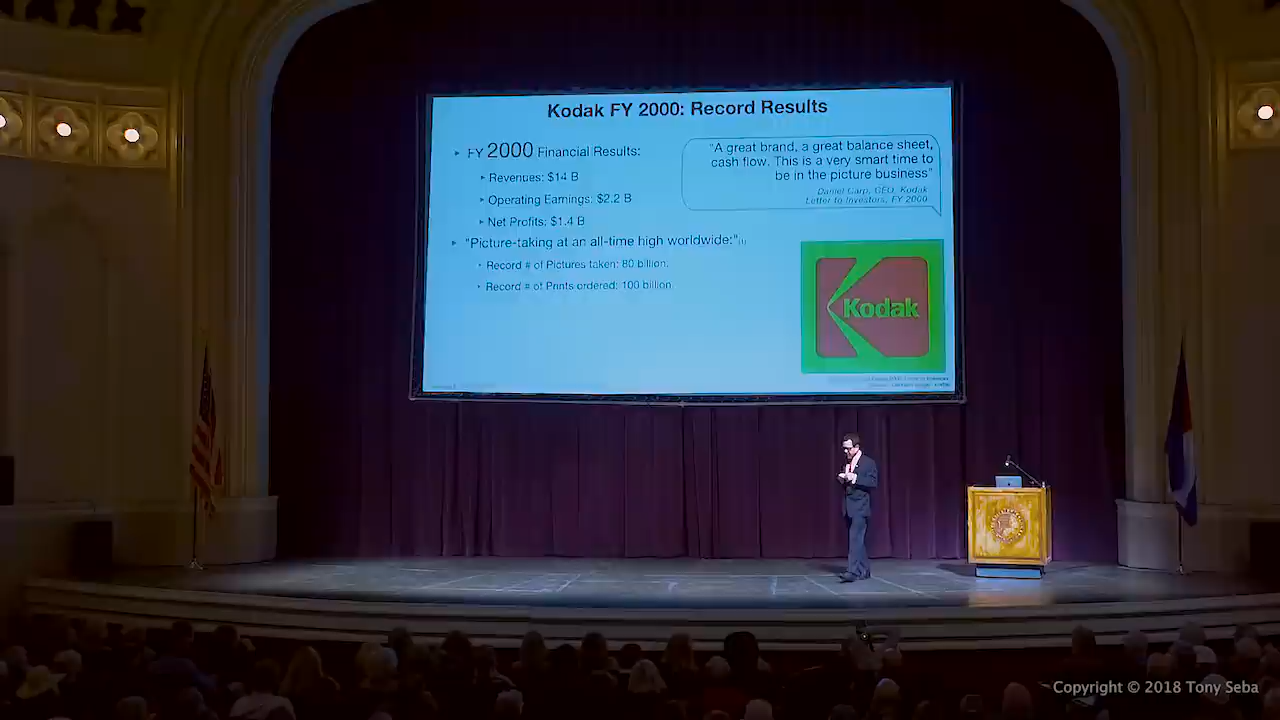 Kodak FY 2000: Record Results
▸ FY 2000 Financial Results:
▸ Revenues: $14 B
▸ Operating Earnings: $2.2 B
▸ Net Profits: $1.4 B
▸ "Picture-taking at an all-time high worldwide:"[1]
• Record # of Pictures taken: 80 billion.
• Record # of Prints ordered: 100 billion
"A great brand, a great balance sheet,
cash flow. This is a very smart time to
be in the picture business"
Daniel Carp, CEO, Kodak
Letter to Investors, FY 2000
Kodak
Copyright © 2018 Tony Seba